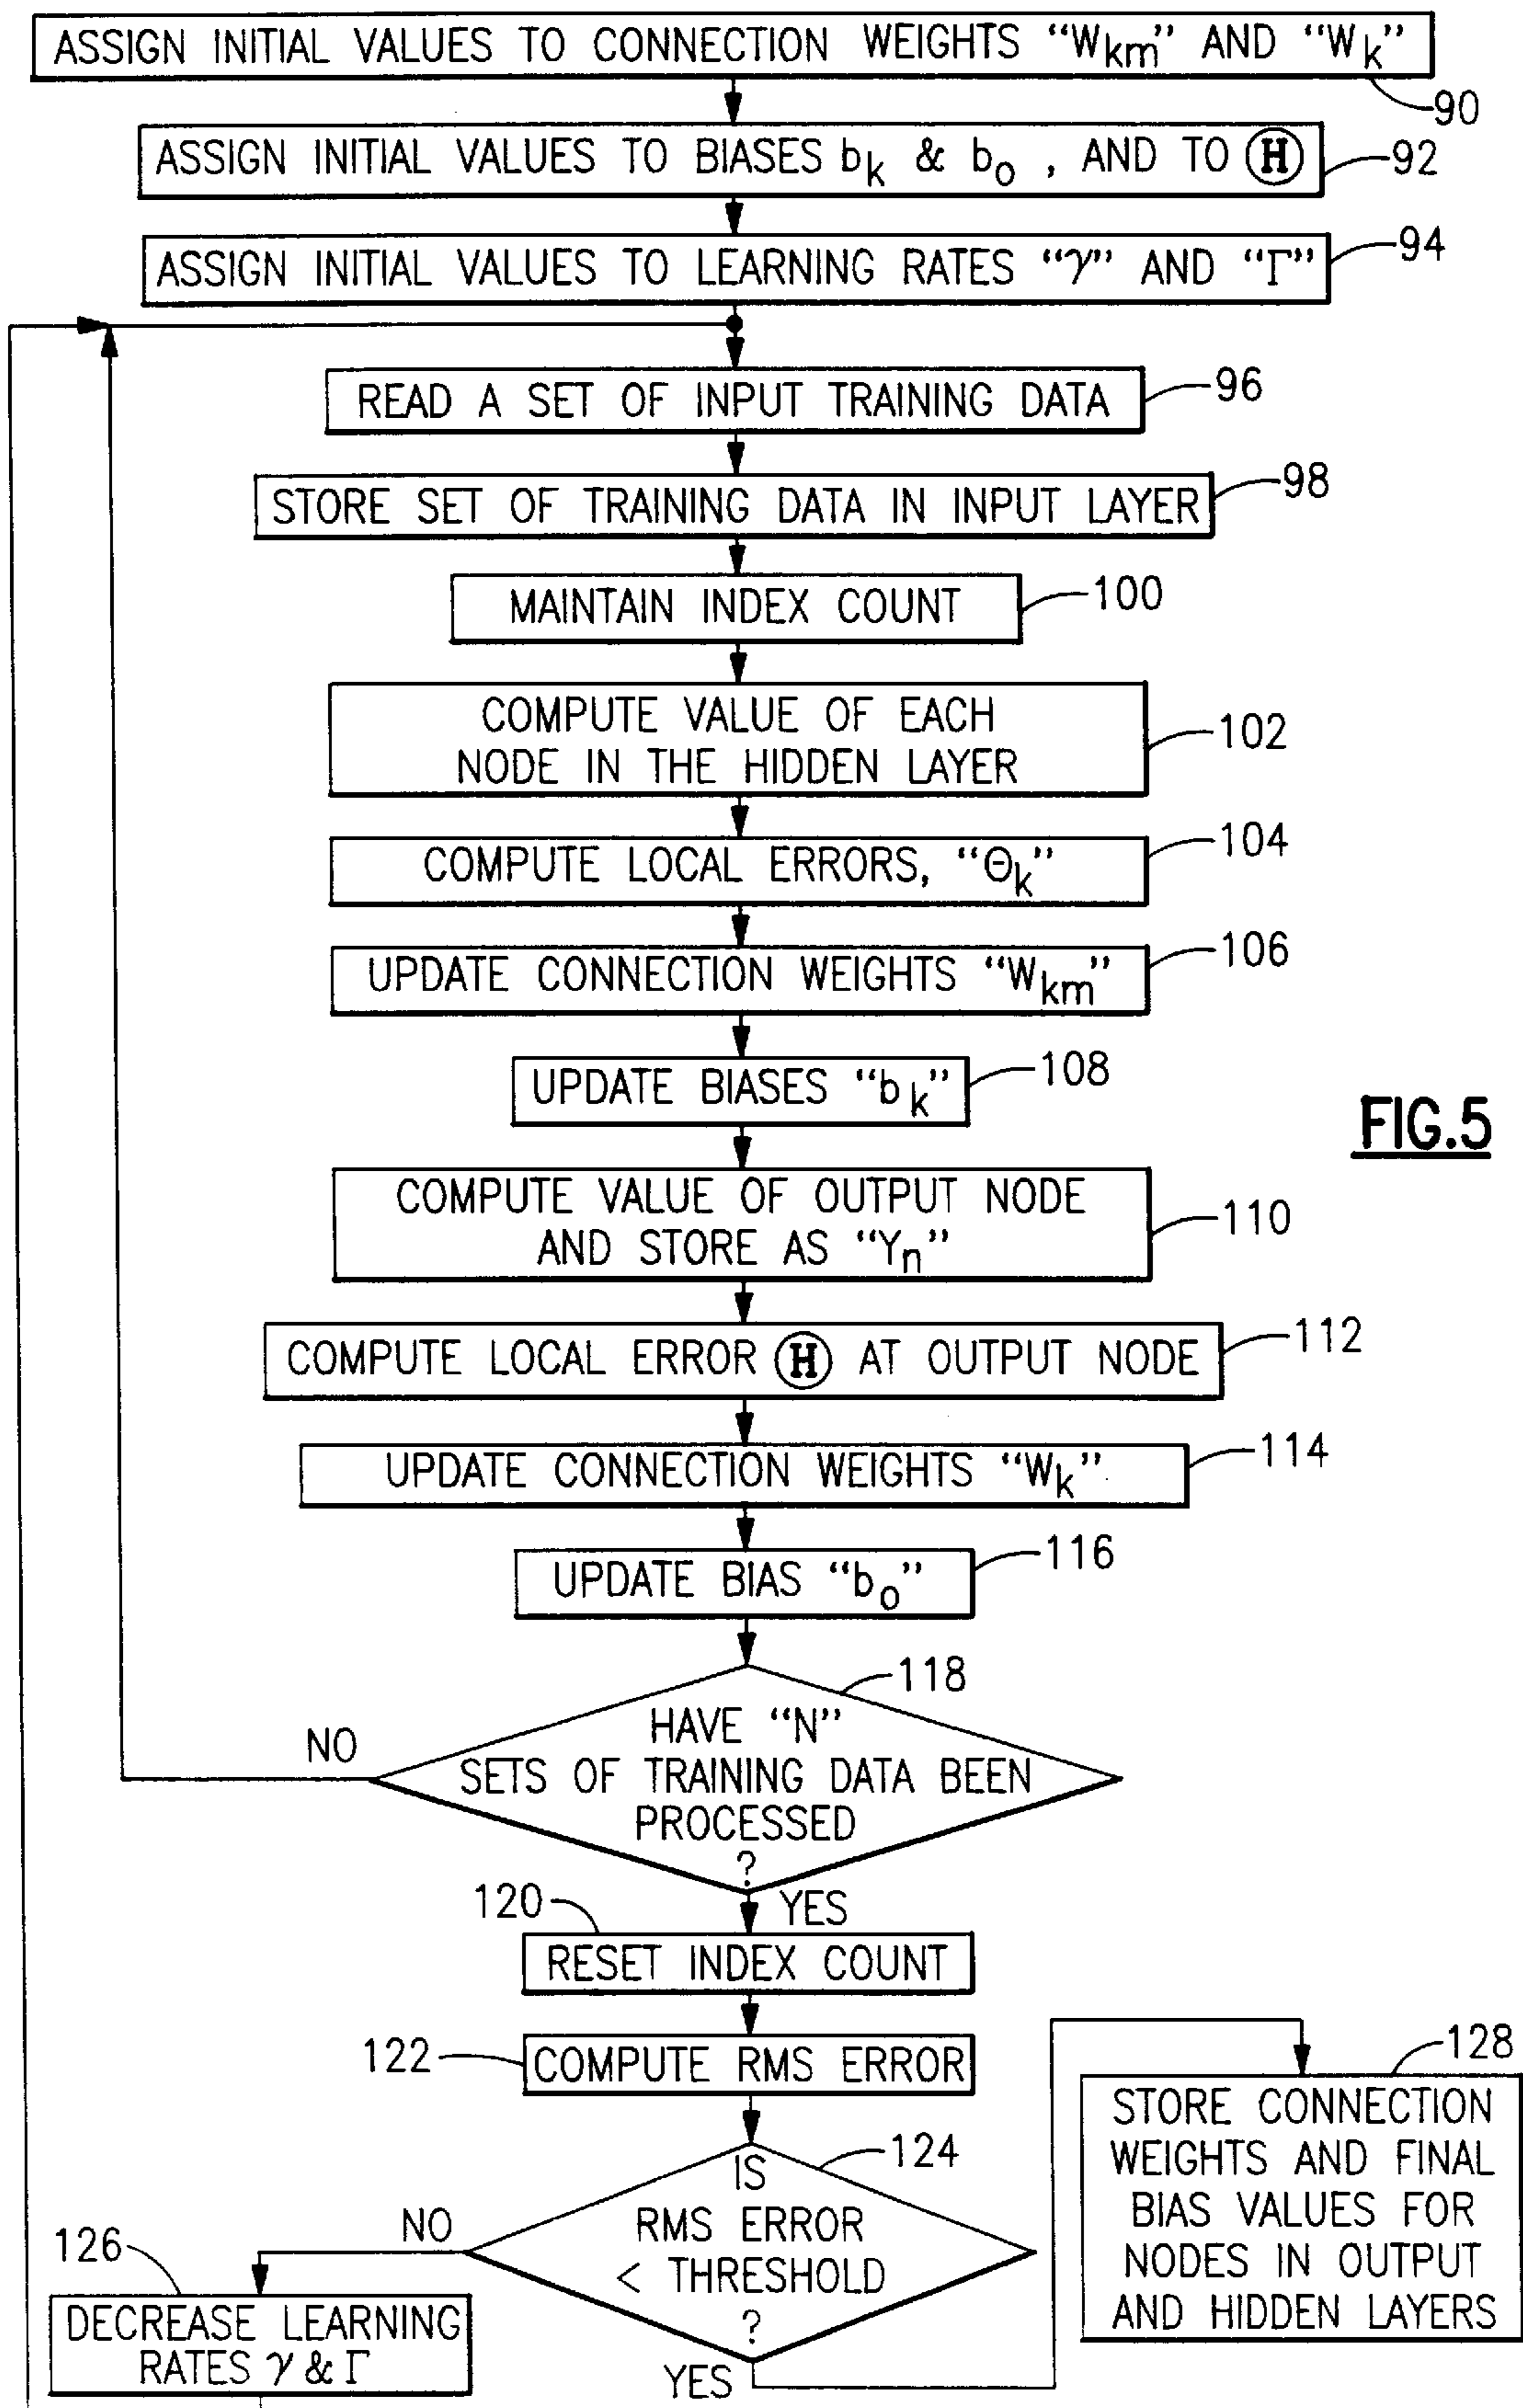 ASSIGN INITIAL VALUES TO CONNECTION WEIGHTS “Wkm” AND “Wk”
90
ASSIGN INITIAL VALUES TO BIASES bk & bo , AND TO Ⓗ
92
ASSIGN INITIAL VALUES TO LEARNING RATES “γ” AND “Γ”
94
READ A SET OF INPUT TRAINING DATA
96
STORE SET OF TRAINING DATA IN INPUT LAYER
98
MAINTAIN INDEX COUNT
100
COMPUTE VALUE OF EACH
NODE IN THE HIDDEN LAYER
102
COMPUTE LOCAL ERRORS, “Θk”
104
UPDATE CONNECTION WEIGHTS “Wkm”
106
UPDATE BIASES “bk”
108
FIG.5
COMPUTE VALUE OF OUTPUT NODE
AND STORE AS “Yn”
110
COMPUTE LOCAL ERROR Ⓗ AT OUTPUT NODE
112
UPDATE CONNECTION WEIGHTS “Wk”
114
UPDATE BIAS “bo”
116
118
HAVE “N”
SETS OF TRAINING DATA BEEN
PROCESSED
?
NO
YES
120
RESET INDEX COUNT
122
COMPUTE RMS ERROR
124
IS
RMS ERROR
< THRESHOLD
?
NO
YES
126
DECREASE LEARNING
RATES γ & Γ
128
STORE CONNECTION
WEIGHTS AND FINAL
BIAS VALUES FOR
NODES IN OUTPUT
AND HIDDEN LAYERS